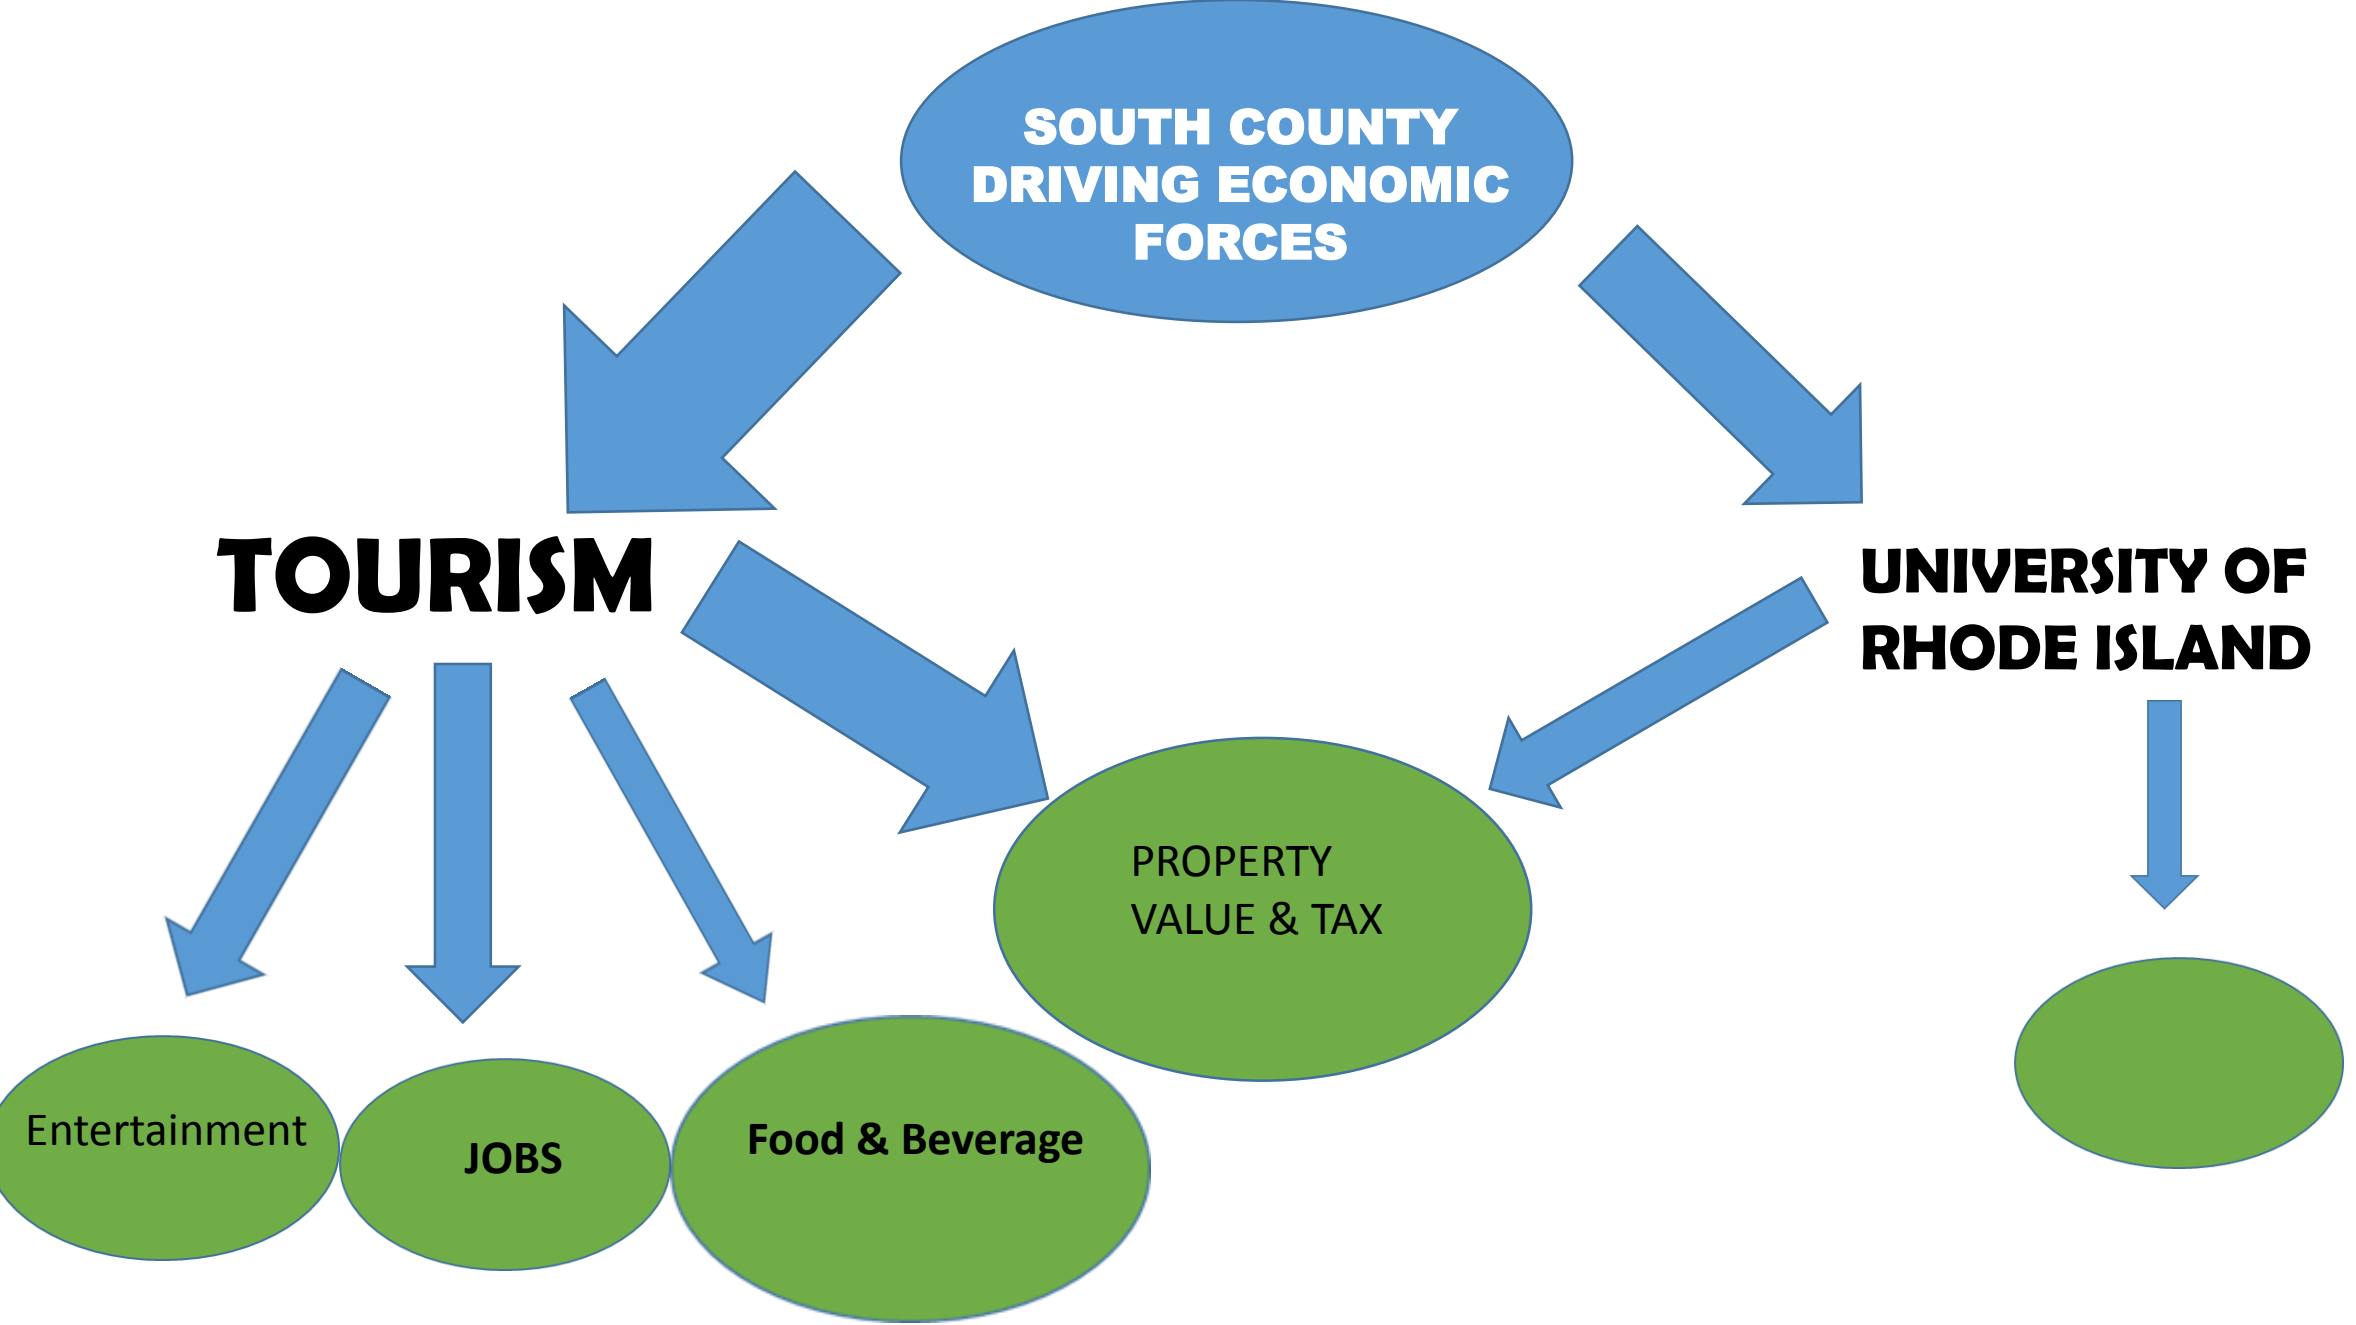 SOUTH COUNTY
DRIVING ECONOMIC
FORCES
TOURISM
UNIVERSITY OF
RHODE ISLAND
PROPERTY
VALUE & TAX
Entertainment
JOBS
Food & Beverage